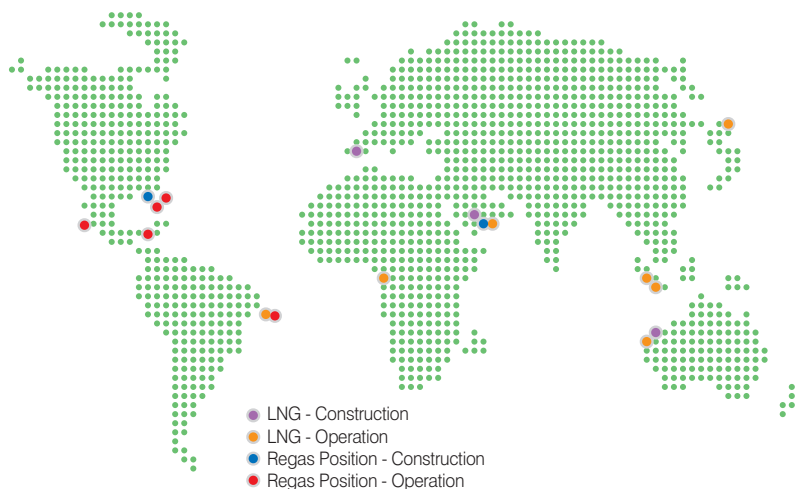 LNG - Construction
LNG - Operation
Regas Position - Construction
Regas Position - Operation